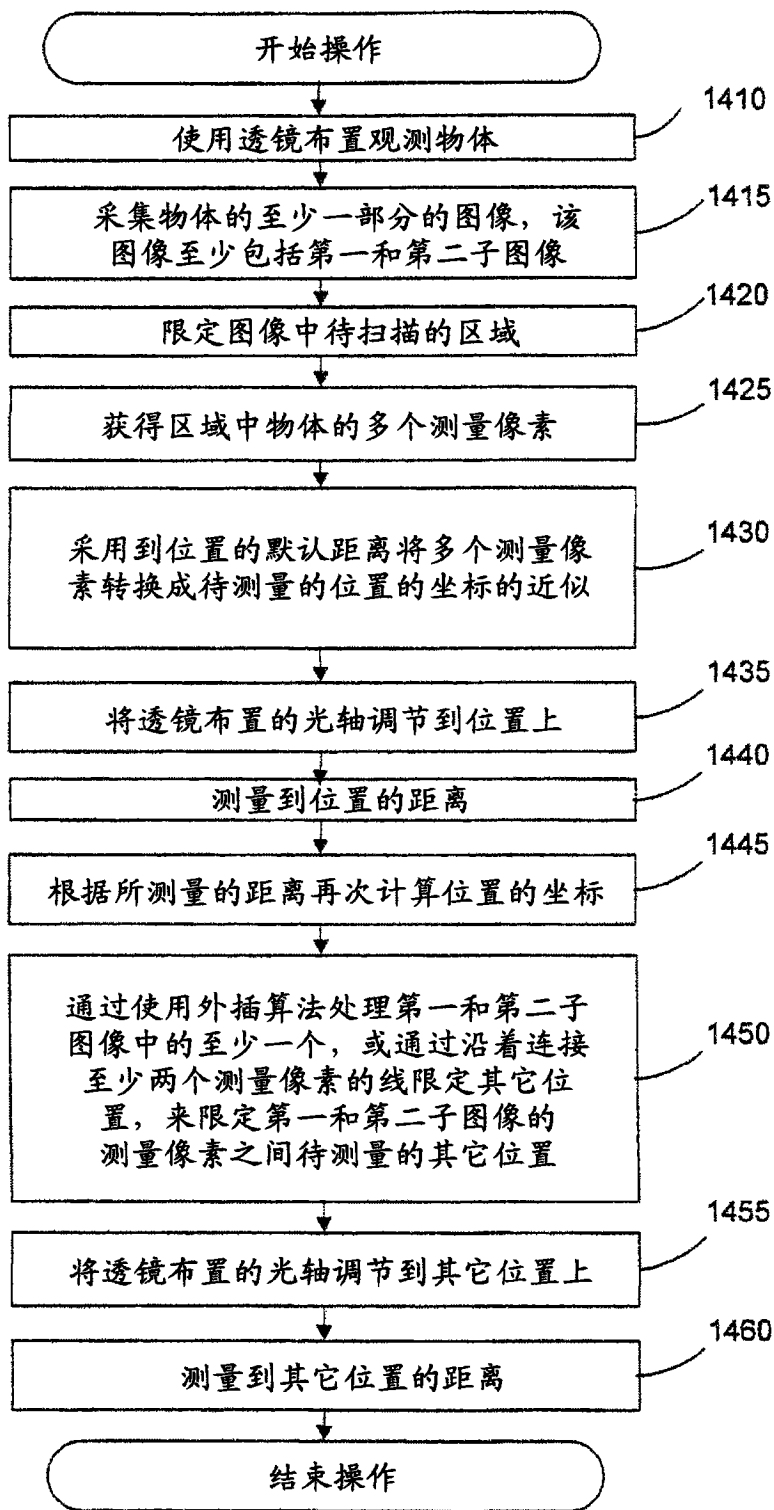 开始操作
1410
使用透镜布置观测物体
1415
采集物体的至少一部分的图像，该
图像至少包括第一和第二子图像
1420
限定图像中待扫描的区域
1425
获得区域中物体的多个测量像素
1430
采用到位置的默认距离将多个测量像
素转换成待测量的位置的坐标的近似
1435
将透镜布置的光轴调节到位置上
1440
测量到位置的距离
1445
根据所测量的距离再次计算位置的坐标
1450
通过使用外插算法处理第一和第二子
图像中的至少一个，或通过沿着连接
至少两个测量像素的线限定其它位
置，来限定第一和第二子图像的
测量像素之间待测量的其它位置
1455
将透镜布置的光轴调节到其它位置上
1460
测量到其它位置的距离
结束操作